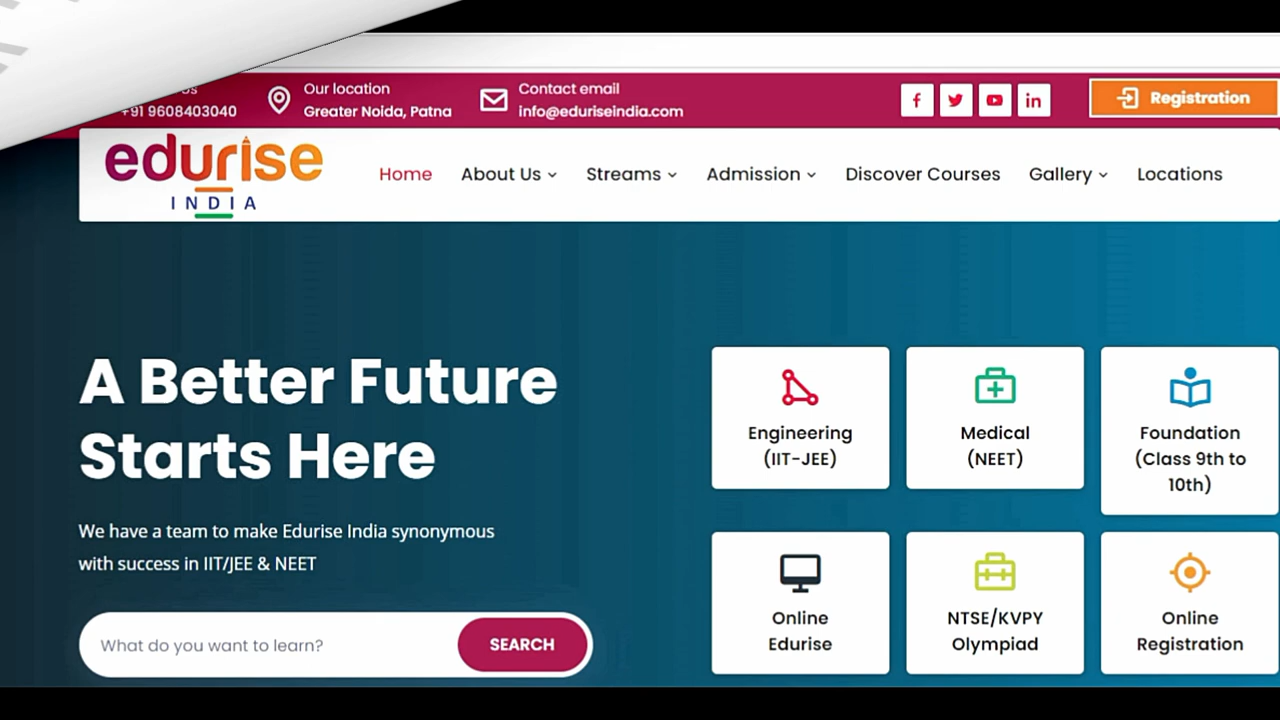 Our location
Contact email
+91 9608403040
Greater Noida, Patna
info@eduriseindia.com
Registration
edurise
INDIA
Home
About Us
Streams
Admission
Discover Courses
Gallery
Locations
A Better Future
Starts Here
We have a team to make Edurise India synonymous
with success in IIT/JEE & NEET
What do you want to learn?
SEARCH
Engineering
(IIT-JEE)
Medical
(NEET)
Foundation
(Class 9th to
10th)
Online
Edurise
NTSE/KVPY
Olympiad
Online
Registration